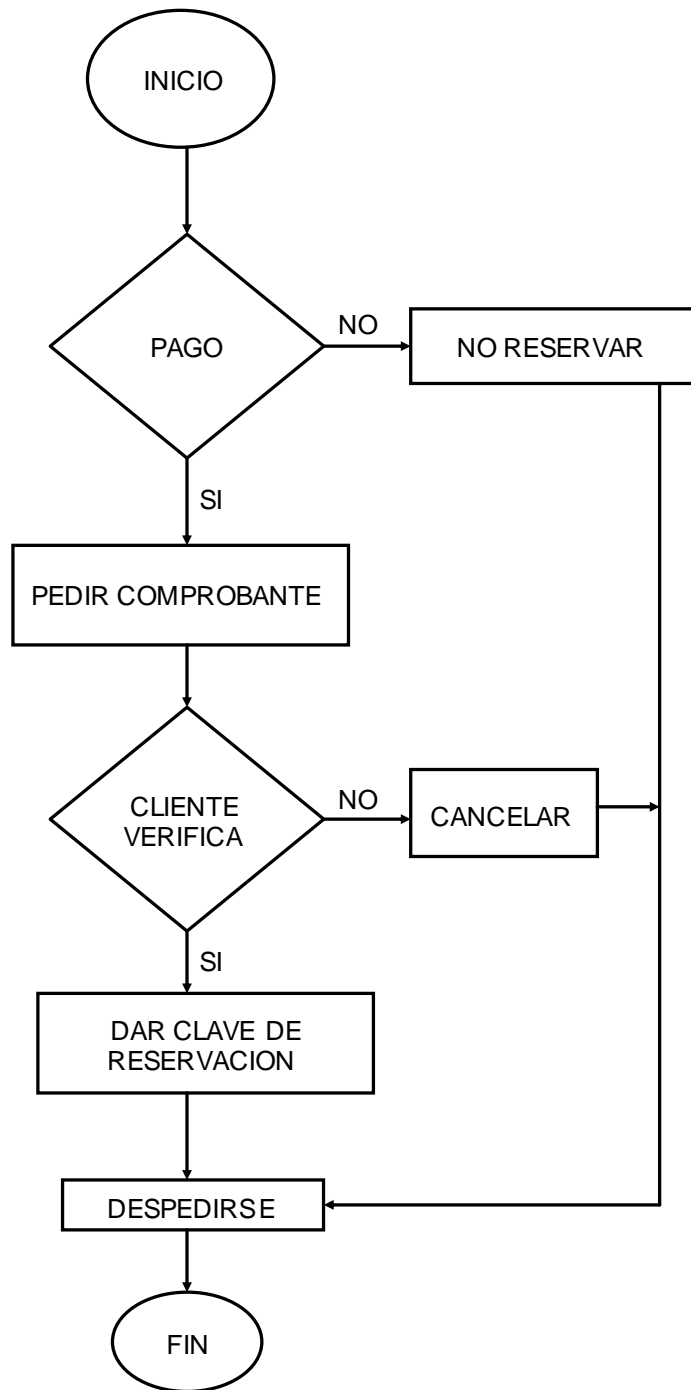 INICIO
PAGO
NO
NO RESERVAR
SI
PEDIR COMPROBANTE
CLIENTE
VERIFICA
NO
CANCELAR
SI
DAR CLAVE DE
RESERVACION
DESPEDIRSE
FIN